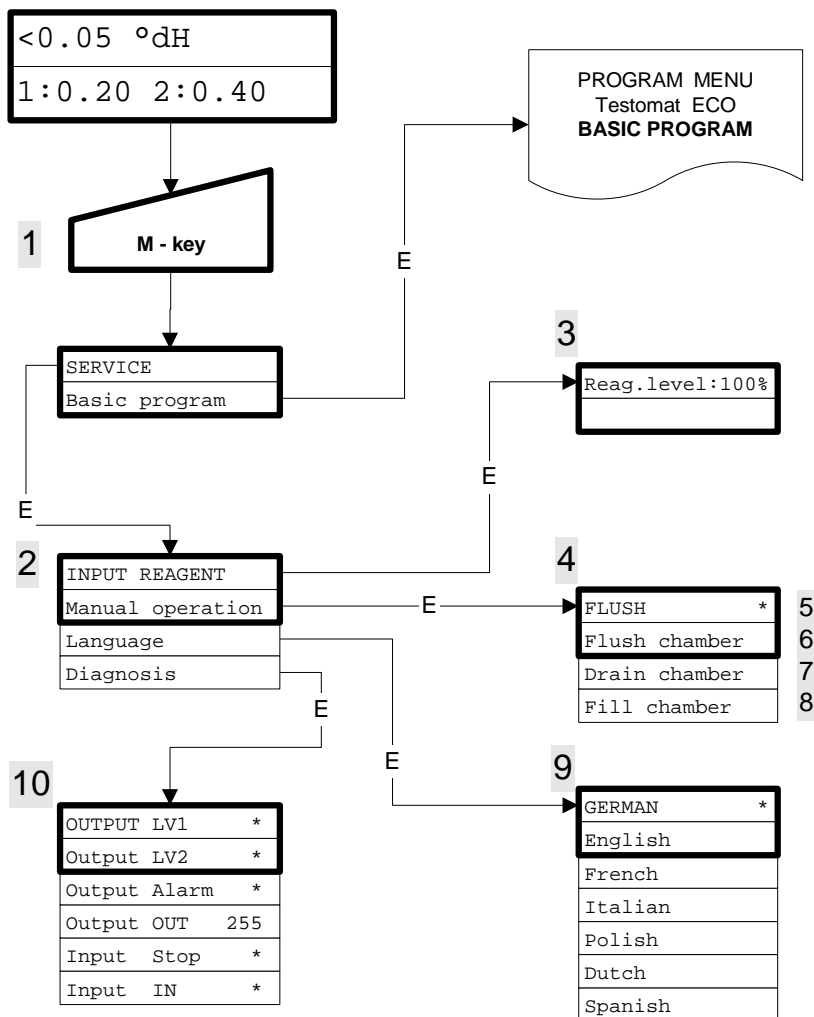 <0.05 °dH
1:0.20 2:0.40
PROGRAM MENU
Testomat ECO
BASIC PROGRAM
1
M - key
E
SERVICE
Basic program
3
Reag.level:100%
E
E
2
INPUT REAGENT
Manual operation
Language
Diagnosis
E
4
FLUSH *
5
Flush chamber
6
Drain chamber
7
Fill chamber
8
E
E
10
OUTPUT LV1 *
Output LV2 *
Output Alarm *
Output OUT 255
Input Stop *
Input IN *
9
GERMAN *
English
French
Italian
Polish
Dutch
Spanish